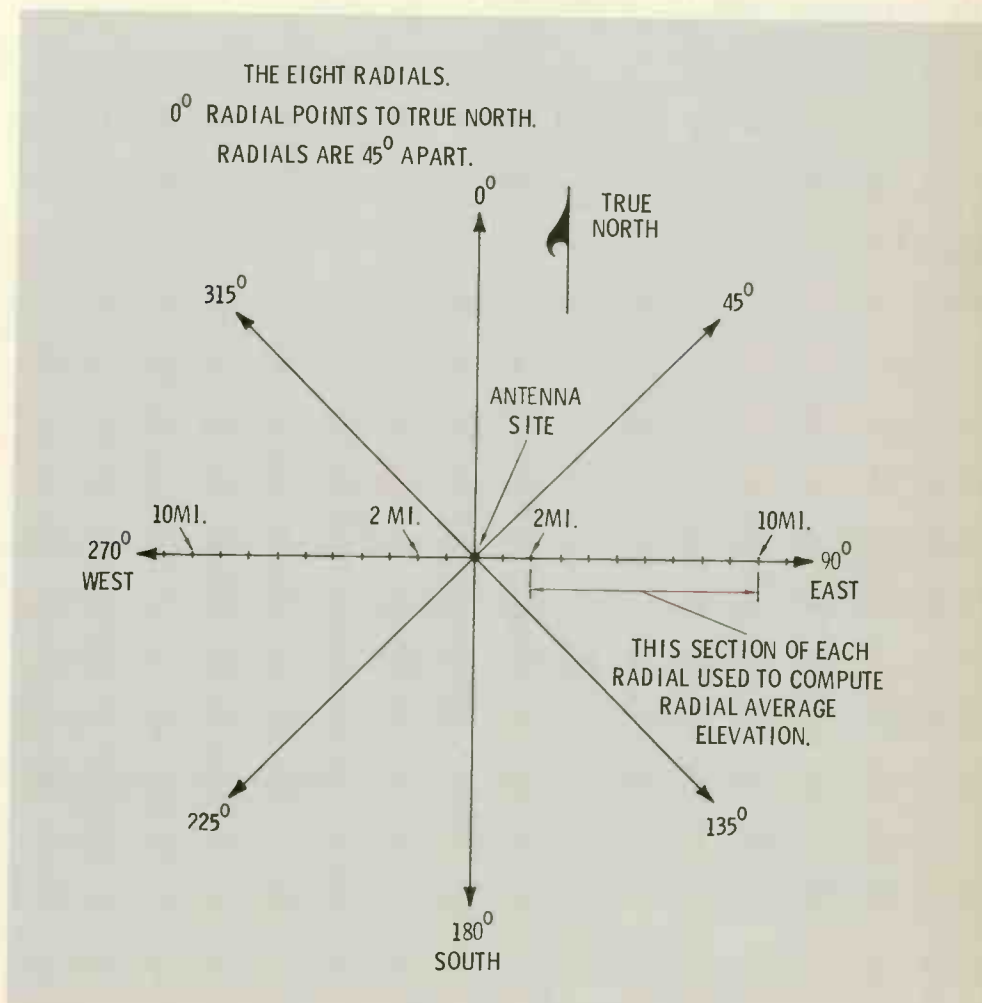 THE EIGHT RADIALS.
0° RADIAL POINTS TO TRUE NORTH.
RADIALS ARE 45° APART.
0°
TRUE
NORTH
315°
45°
ANTENNA
SITE
10MI.
2 MI.
2MI.
10MI.
270°
WEST
90°
EAST
THIS SECTION OF EACH
RADIAL USED TO COMPUTE
RADIAL AVERAGE
ELEVATION.
225°
135°
180°
SOUTH